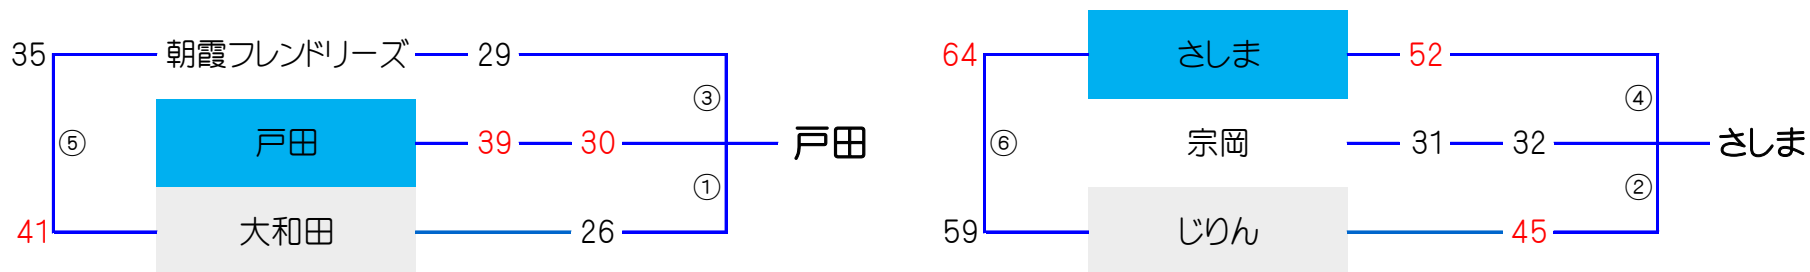 35 朝霞フレンドリーズ 29 64 さしま 52
③ ④
⑤ 戸田 39 30 戸田 ⑥ 宗岡 31 32 さしま
① ②
41 大和田 26 59 じりん 45